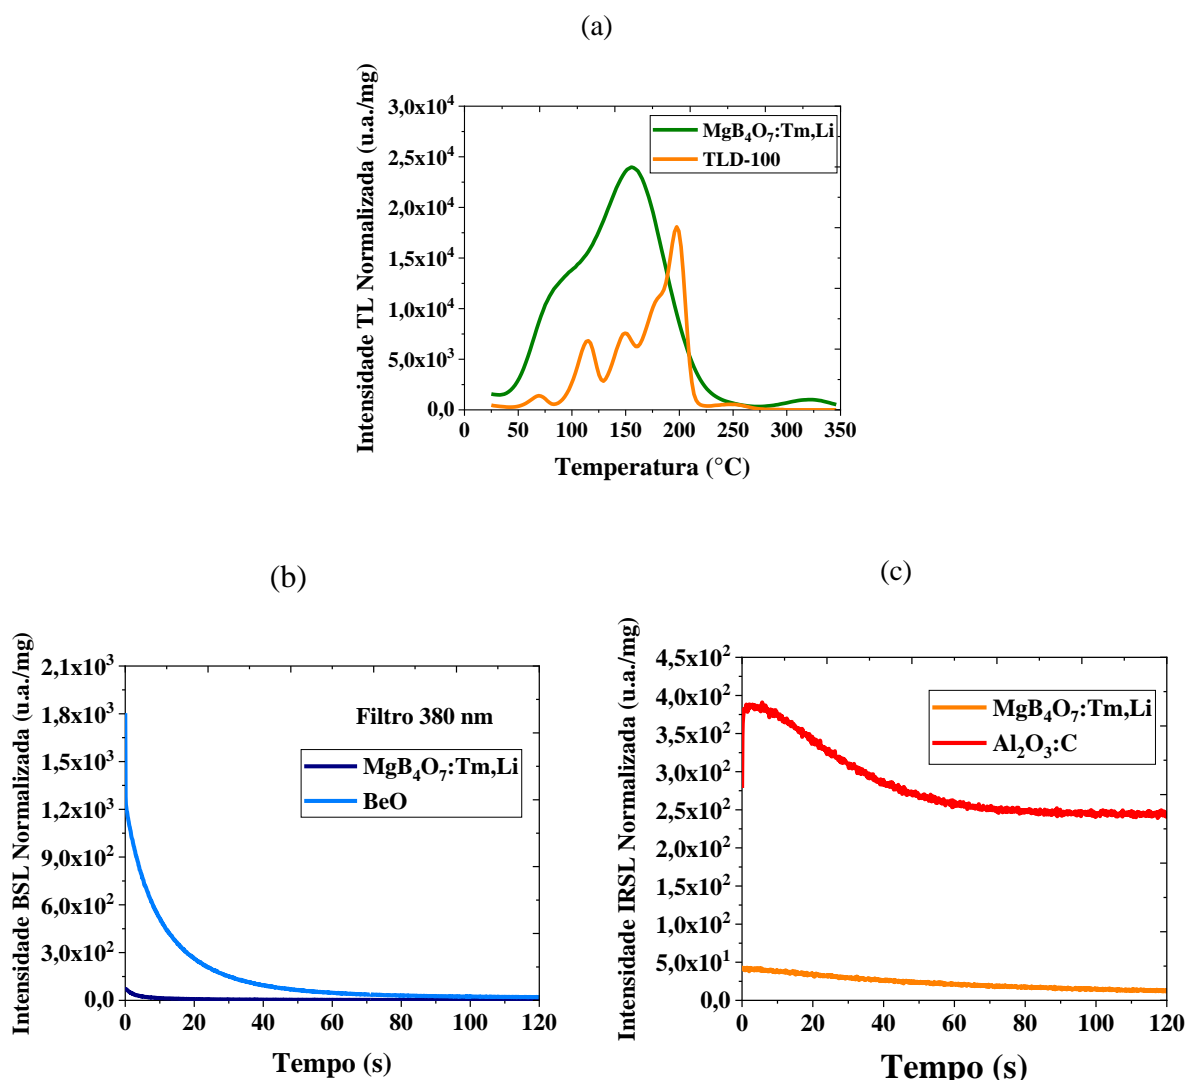 (a)
Intensidade TL Normalizada (u.a./mg)
3,0x10⁴
2,5x10⁴
2,0x10⁴
1,5x10⁴
1,0x10⁴
5,0x10³
0,0
MgB₄O₇:Tm,Li
TLD-100
0 50 100 150 200 250 300 350
Temperatura (°C)
(b)
Intensidade BSL Normalizada (u.a./mg)
2,1x10³
1,8x10³
1,5x10³
1,2x10³
9,0x10²
6,0x10²
3,0x10²
0,0
Filtro 380 nm
MgB₄O₇:Tm,Li
BeO
0 20 40 60 80 100 120
Tempo (s)
(c)
Intensidade IRSL Normalizada (u.a./mg)
4,5x10²
4,0x10²
3,5x10²
3,0x10²
2,5x10²
2,0x10²
1,5x10²
1,0x10²
5,0x10¹
0,0
MgB₄O₇:Tm,Li
Al₂O₃:C
0 20 40 60 80 100 120
Tempo (s)